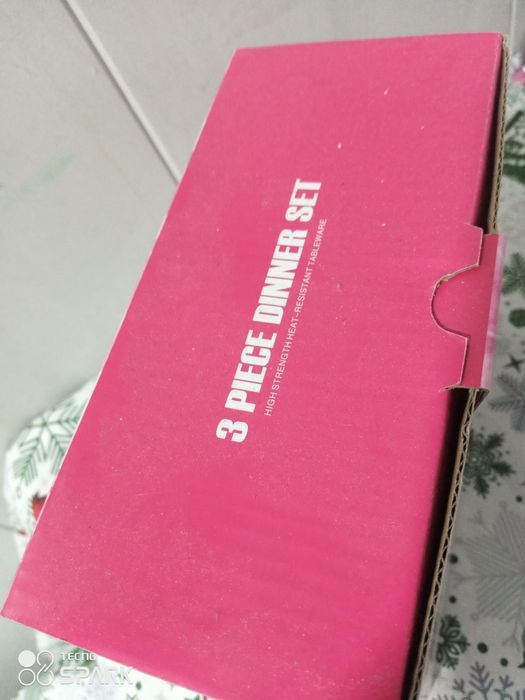 3 PIECE DINNER SET
HIGH STRENGTH HEAT-RESISTANT TABLEWARE
TECNO
SPARK